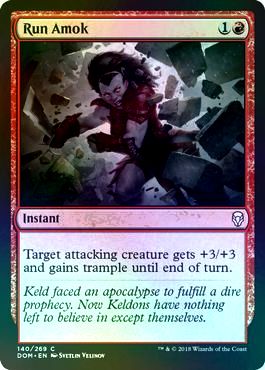 Run Amok 1
Instant
Target attacking creature gets +3/+3
and gains trample until end of turn.
Keld faced an apocalypse to fulfill a dire
prophecy. Now Keldons have nothing
left to believe in except themselves.
140/269 C
DOM • EN Svetlin Velinov ™ & © 2018 Wizards of the Coast